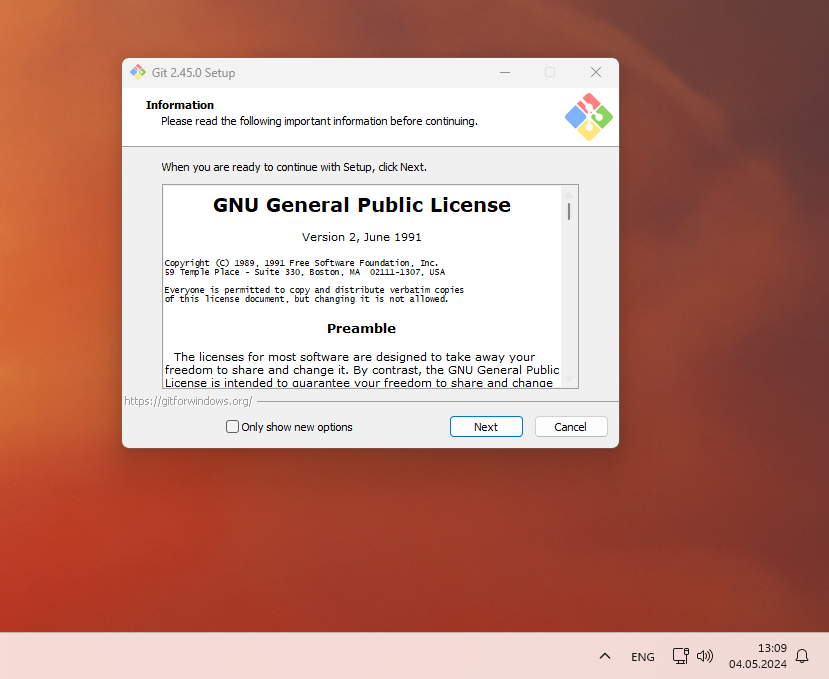 Git 2.45.0 Setup
Information
Please read the following important information before continuing.
When you are ready to continue with Setup, click Next.
GNU General Public License
Version 2, June 1991
Copyright (C) 1989, 1991 Free Software Foundation, Inc.
59 Temple Place - Suite 330, Boston, MA  02111-1307, USA
Everyone is permitted to copy and distribute verbatim copies
of this license document, but changing it is not allowed.
Preamble
The licenses for most software are designed to take away your
freedom to share and change it. By contrast, the GNU General Public
License is intended to guarantee your freedom to share and change
https://gitforwindows.org/
Only show new options
Next
Cancel
ENG
13:09
04.05.2024